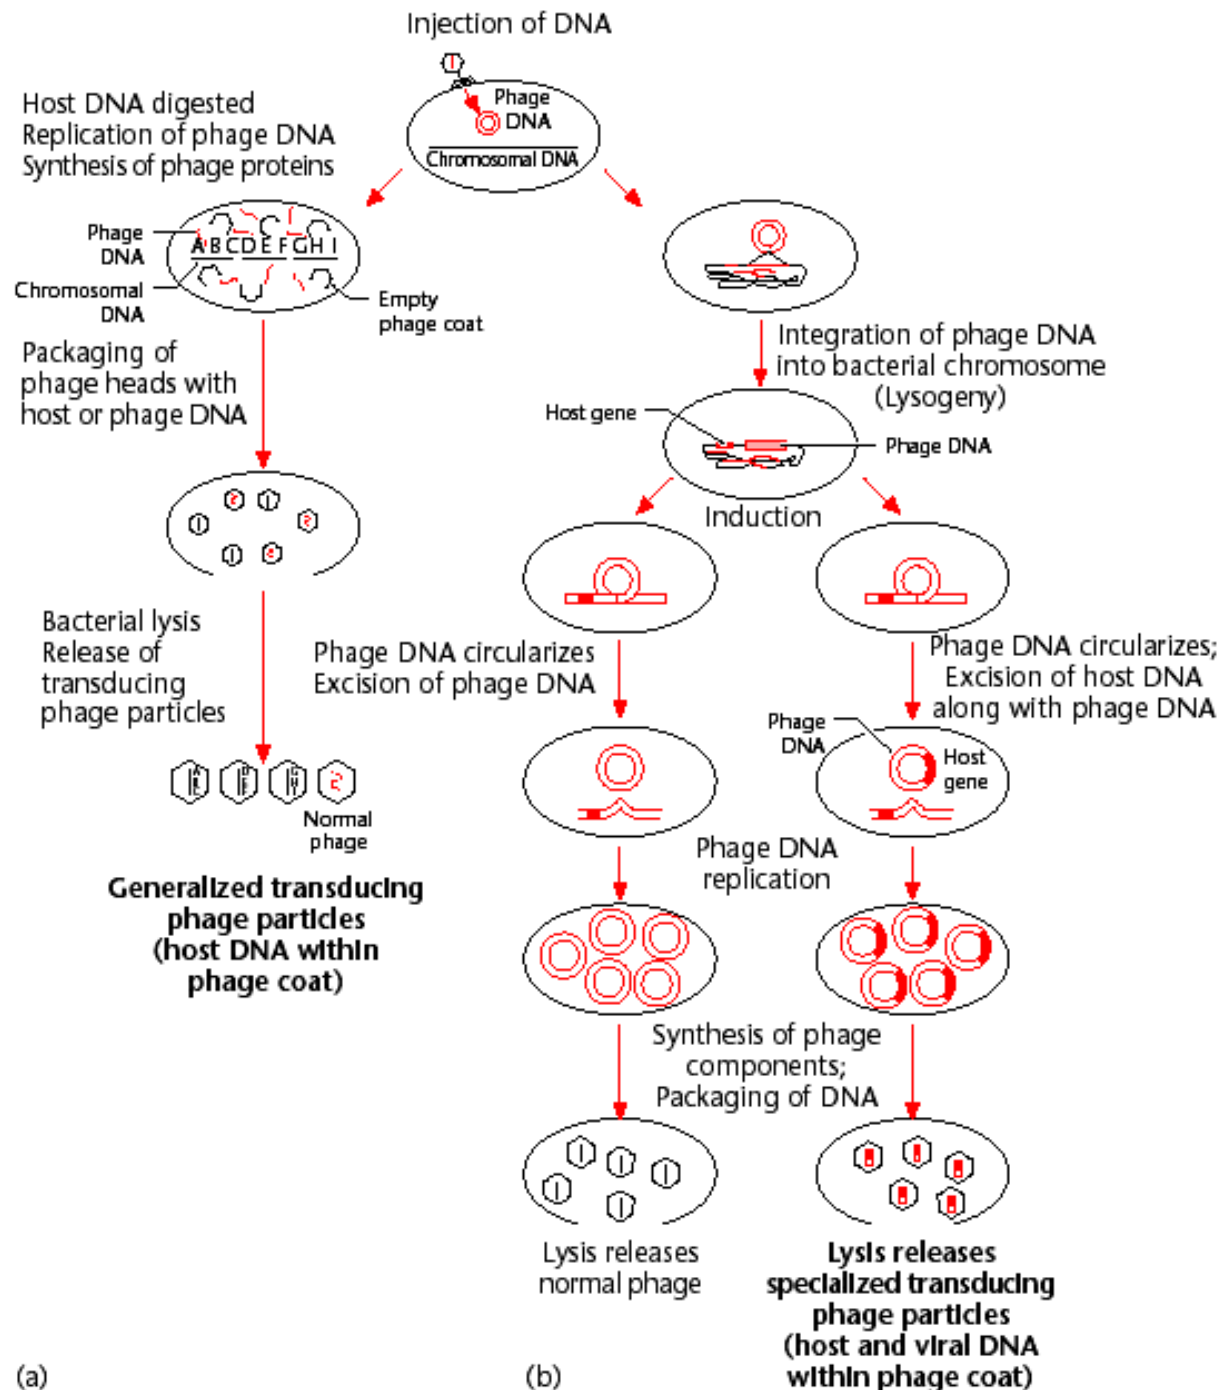 Injection of DNA
Phage
DNA
Chromosomal DNA
Host DNA digested
Replication of phage DNA
Synthesis of phage proteins
Phage
DNA
A B C D E F G H I
Chromosomal
DNA
Empty
phage coat
Packaging of
phage heads with
host or phage DNA
Bacterial lysis
Release of
transducing
phage particles
Normal
phage
Generalized transducing
phage particles
(host DNA within
phage coat)
(a)
Integration of phage DNA
into bacterial chromosome
(Lysogeny)
Host gene
Phage DNA
Induction
Phage DNA circularizes
Excision of phage DNA
Phage DNA circularizes;
Excision of host DNA
along with phage DNA
Phage
DNA
Host
gene
Phage DNA
replication
Synthesis of phage
components;
Packaging of DNA
Lysis releases
normal phage
Lysis releases
specialized transducing
phage particles
(host and viral DNA
within phage coat)
(b)